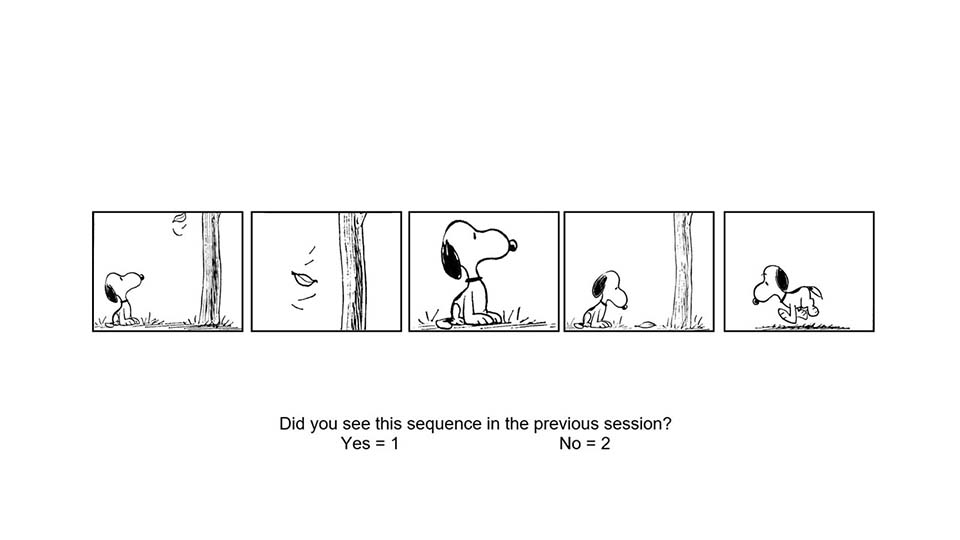 Did you see this sequence in the previous session?
Yes = 1 No = 2